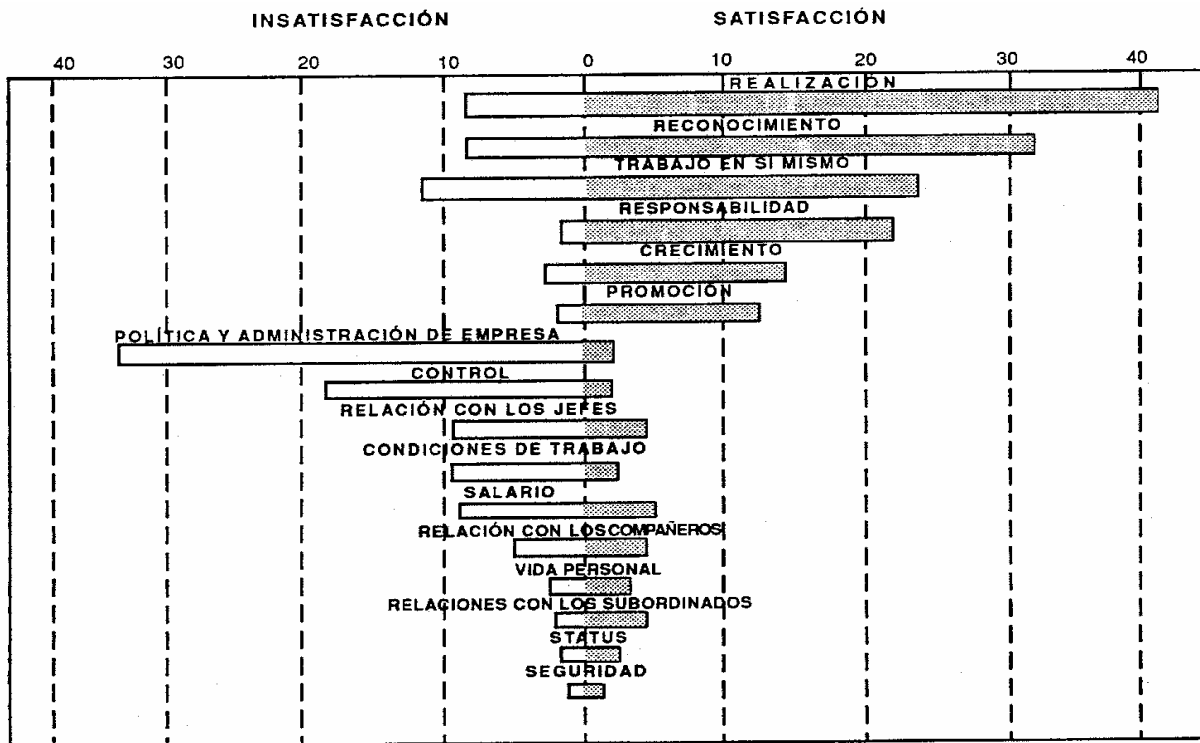 INSATISFACCIÓN SATISFACCIÓN
40 30 20 10 0 10 20 30 40
REALIZACIÓN
RECONOCIMIENTO
TRABAJO EN SI MISMO
RESPONSABILIDAD
CRECIMIENTO
PROMOCIÓN
POLÍTICA Y ADMINISTRACIÓN DE EMPRESA
CONTROL
RELACIÓN CON LOS JEFES
CONDICIONES DE TRABAJO
SALARIO
RELACIÓN CON LOS COMPAÑEROS
VIDA PERSONAL
RELACIONES CON LOS SUBORDINADOS
STATUS
SEGURIDAD